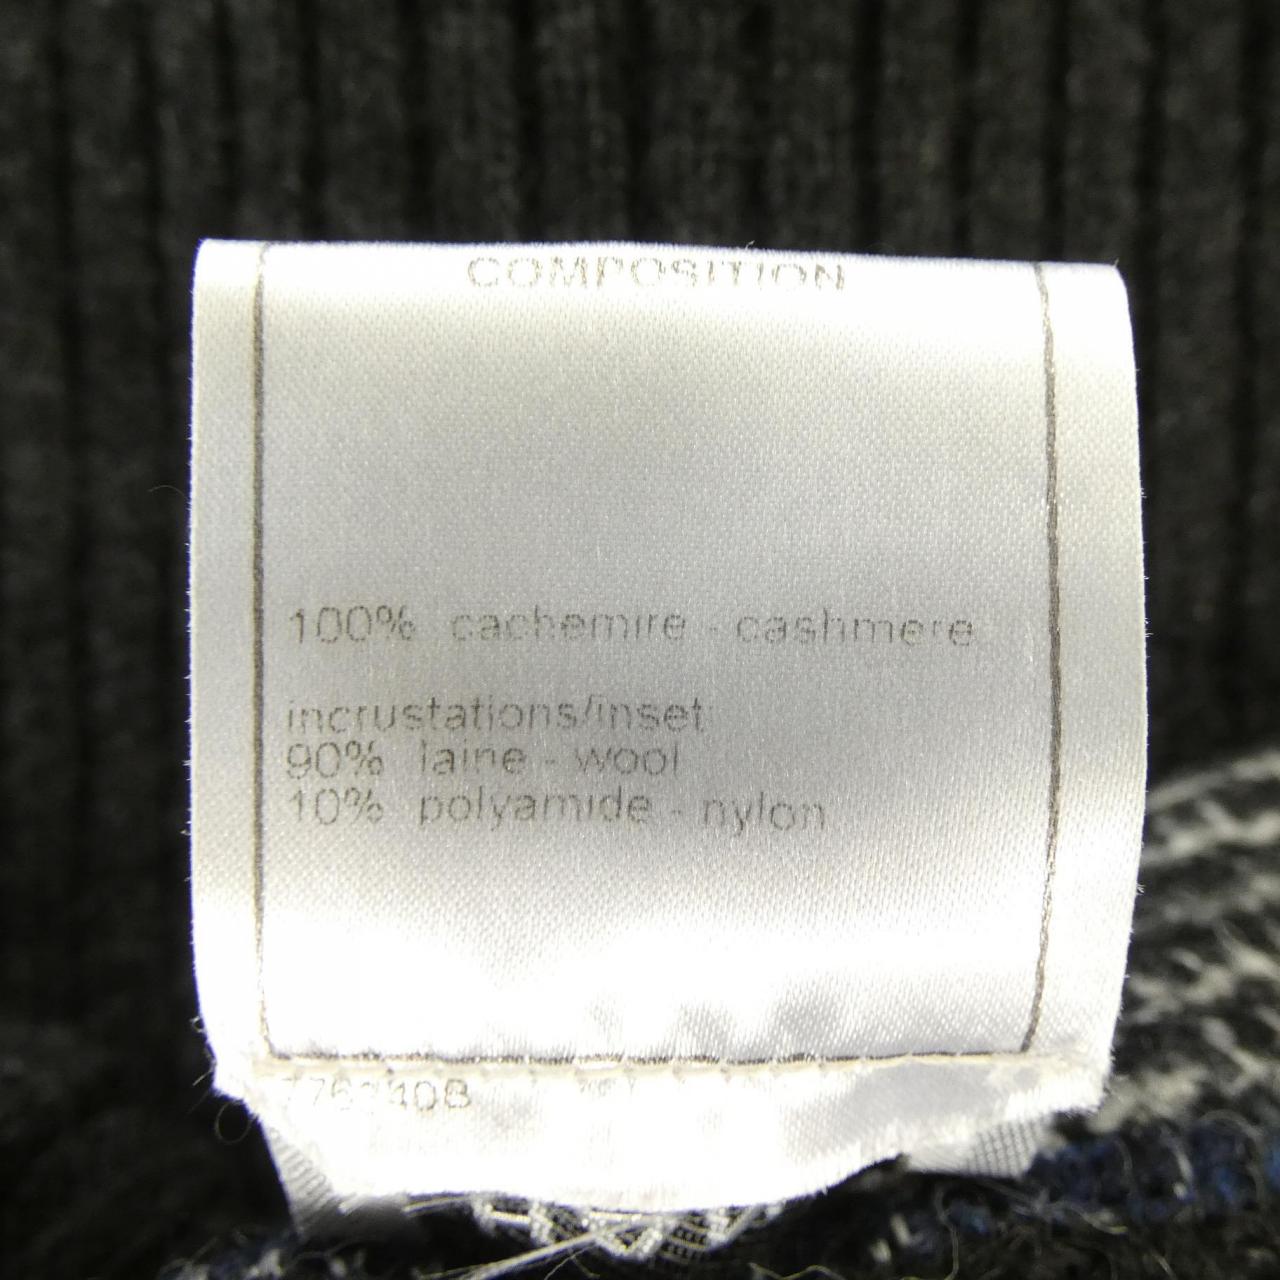 COMPOSITION
100% cachemire - cashmere
incrustations/inset
90% laine - wool
10% polyamide - nylon